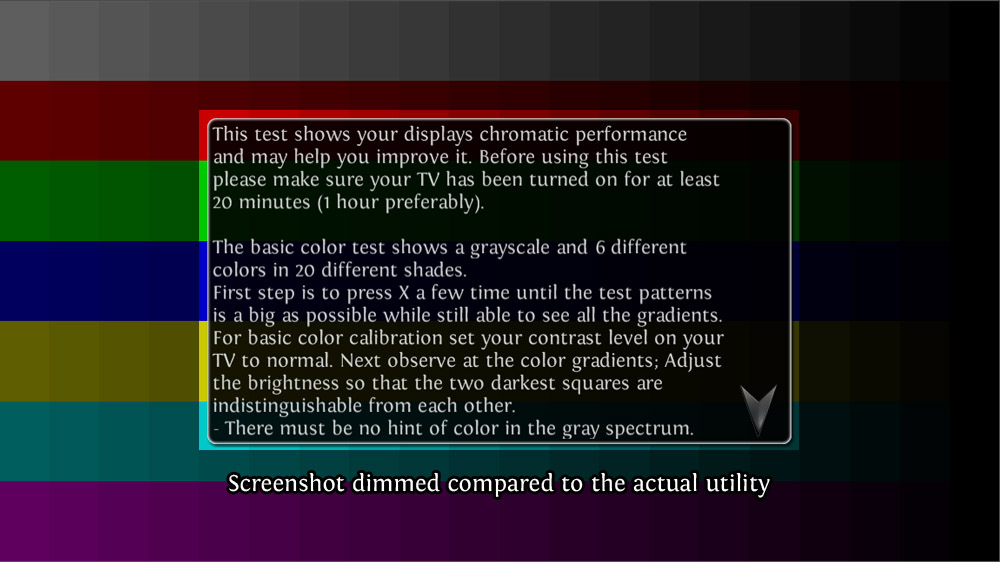 This test shows your displays chromatic performance
and may help you improve it. Before using this test
please make sure your TV has been turned on for at least
20 minutes (1 hour preferably).
The basic color test shows a grayscale and 6 different
colors in 20 different shades.
First step is to press X a few time until the test patterns
is a big as possible while still able to see all the gradients.
For basic color calibration set your contrast level on your
TV to normal. Next observe at the color gradients; Adjust
the brightness so that the two darkest squares are
indistinguishable from each other.
- There must be no hint of color in the gray spectrum.
Screenshot dimmed compared to the actual utility